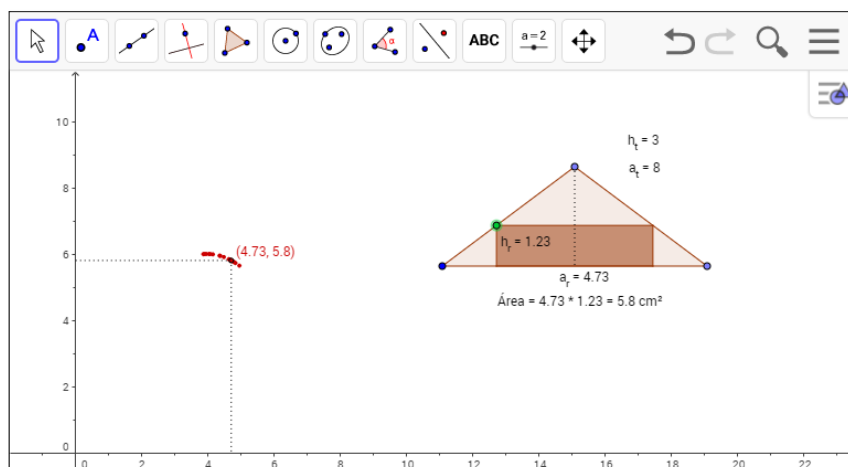 A
α
ABC
a = 2
10
8
6
4
2
0
(4.73, 5.8)
h_t = 3
a_t = 8
h_r = 1.23
a_r = 4.73
Área = 4.73 * 1.23 = 5.8 cm²
0 2 4 6 8 10 12 14 16 18 20 22